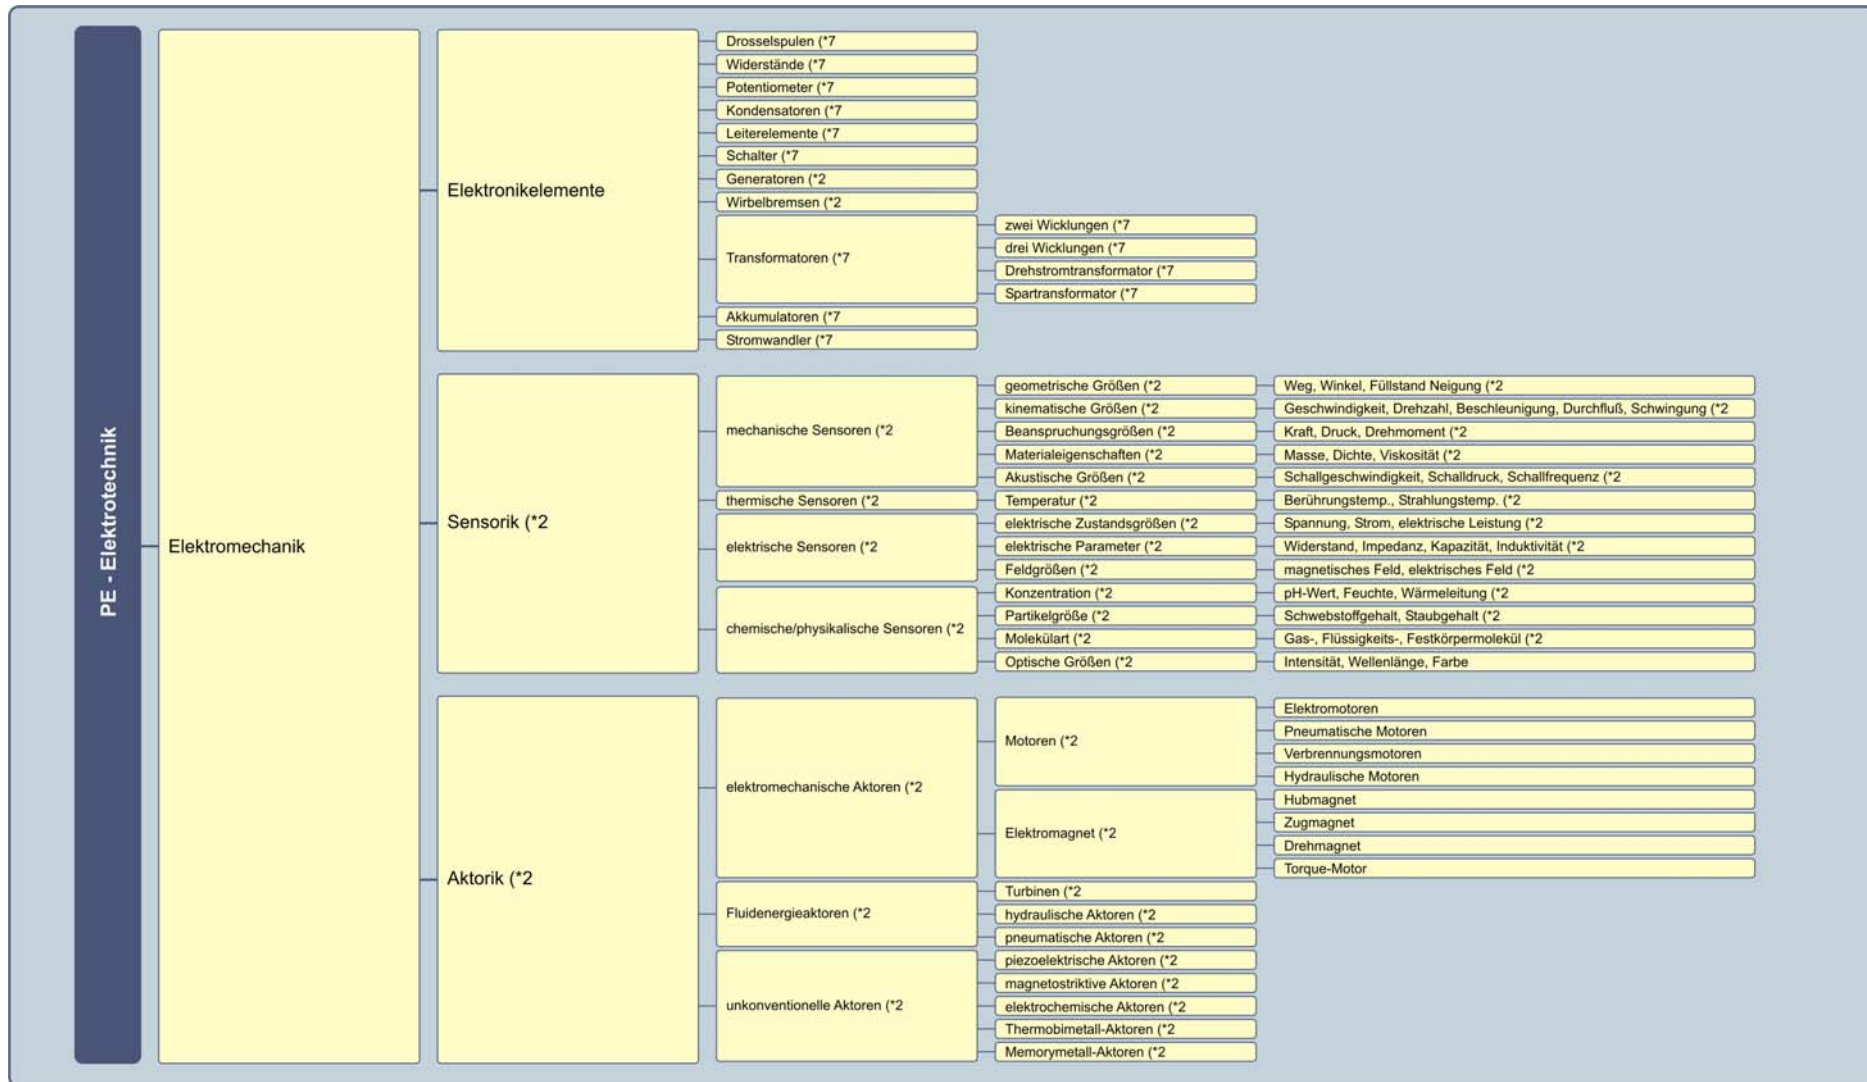 PE - Elektrotechnik
Elektromechanik
Elektronikelemente
Drosselspulen (*7
Widerstände (*7
Potentiometer (*7
Kondensatoren (*7
Leiterelemente (*7
Schalter (*7
Generatoren (*2
Wirbelbremsen (*2
Transformatoren (*7
zwei Wicklungen (*7
drei Wicklungen (*7
Drehstromtransformator (*7
Spartransformator (*7
Akkumulatoren (*7
Stromwandler (*7
Sensorik (*2
mechanische Sensoren (*2
geometrische Größen (*2
Weg, Winkel, Füllstand Neigung (*2
kinematische Größen (*2
Geschwindigkeit, Drehzahl, Beschleunigung, Durchfluß, Schwingung (*2
Beanspruchungsgrößen (*2
Kraft, Druck, Drehmoment (*2
Materialeigenschaften (*2
Masse, Dichte, Viskosität (*2
Akustische Größen (*2
Schallgeschwindigkeit, Schalldruck, Schallfrequenz (*2
thermische Sensoren (*2
Temperatur (*2
Berührungstemp., Strahlungstemp. (*2
elektrische Sensoren (*2
elektrische Zustandsgrößen (*2
Spannung, Strom, elektrische Leistung (*2
elektrische Parameter (*2
Widerstand, Impedanz, Kapazität, Induktivität (*2
Feldgrößen (*2
magnetisches Feld, elektrisches Feld (*2
chemische/physikalische Sensoren (*2
Konzentration (*2
pH-Wert, Feuchte, Wärmeleitung (*2
Partikelgröße (*2
Schwebstoffgehalt, Staubgehalt (*2
Molekülart (*2
Gas-, Flüssigkeits-, Festkörpermolekül (*2
Optische Größen (*2
Intensität, Wellenlänge, Farbe
Aktorik (*2
elektromechanische Aktoren (*2
Motoren (*2
Elektromotoren
Pneumatische Motoren
Verbrennungsmotoren
Hydraulische Motoren
Elektromagnet (*2
Hubmagnet
Zugmagnet
Drehmagnet
Torque-Motor
Fluidenergieaktoren (*2
Turbinen (*2
hydraulische Aktoren (*2
pneumatische Aktoren (*2
unkonventionelle Aktoren (*2
piezoelektrische Aktoren (*2
magnetostriktive Aktoren (*2
elektrochemische Aktoren (*2
Thermobimetall-Aktoren (*2
Memorymetall-Aktoren (*2